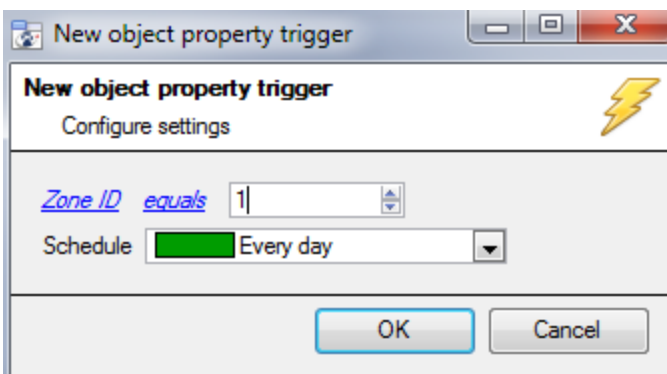 New object property trigger
New object property trigger
Configure settings
Zone ID equals 1
Schedule Every day
OK Cancel